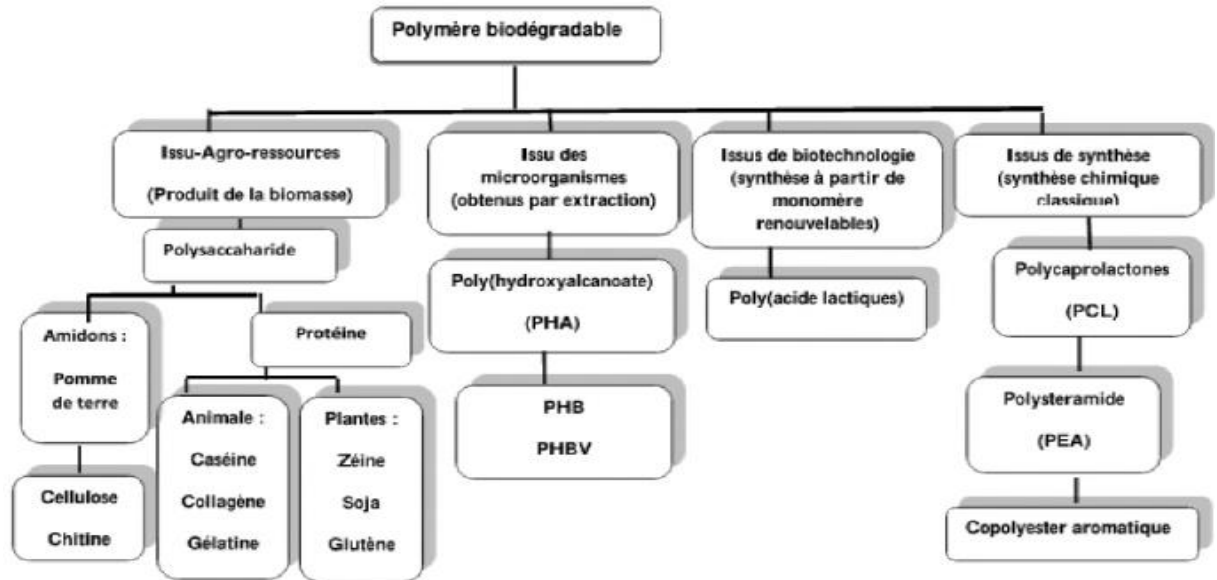 Polymère biodégradable
Issu-Agro-ressources
(Produit de la biomasse)
Issu des
microorganismes
(obtenus par extraction)
Issus de biotechnologie
(synthèse à partir de
monomère
renouvelables)
Issus de synthèse
(synthèse chimique
classique)
Polysaccaharide
Poly(hydroxyalcanoate)
(PHA)
Poly(acide lactiques)
Polycaprolactones
(PCL)
Amidons :
Pomme
de terre
Protéine
Animale :
Caséine
Collagène
Gélatine
Plantes :
Zéine
Soja
Glutène
PHB
PHBV
Polysteramide
(PEA)
Cellulose
Chitine
Copolyester aromatique